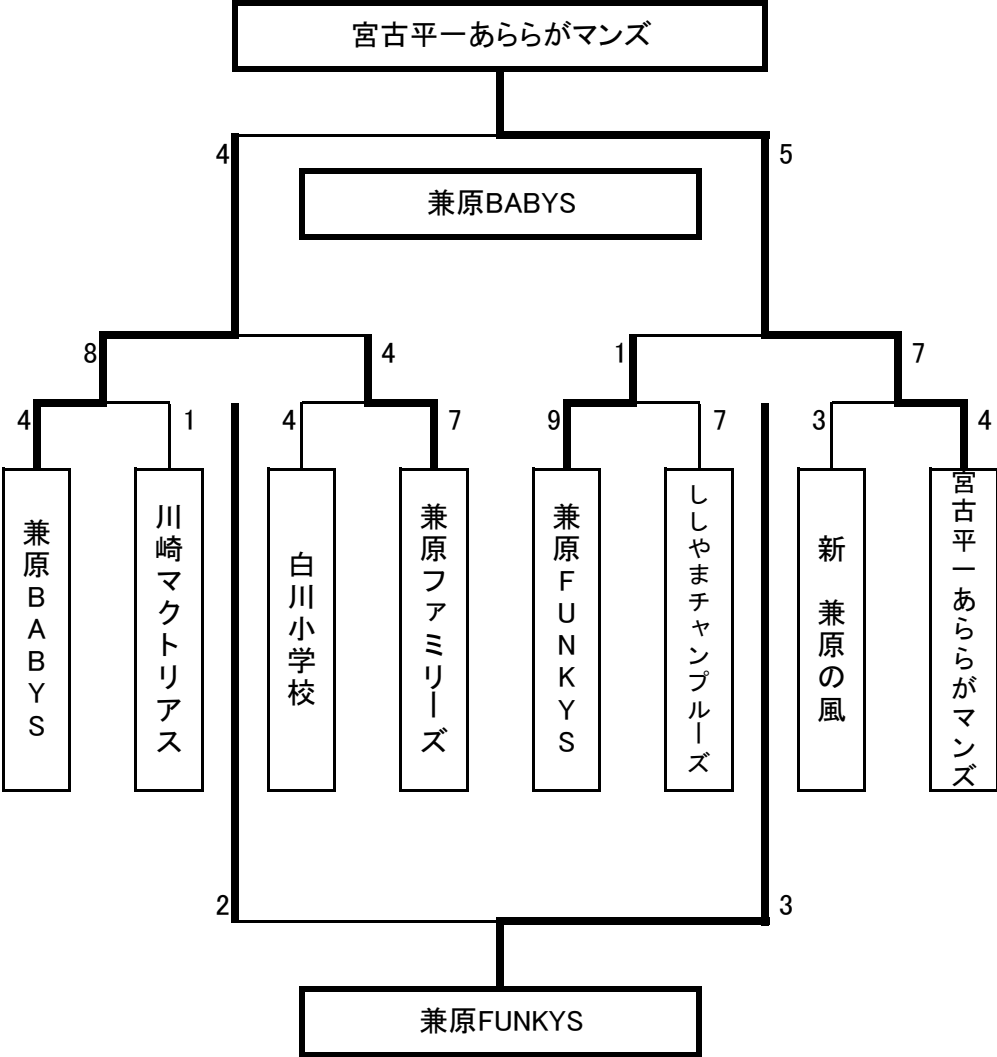 宮古平一あららがマンズ
4
5
兼原BABYS
8
4
1
7
4
1
4
7
9
7
3
4
兼原BABYS
川崎マクトリアス
白川小学校
兼原ファミリーズ
兼原FUNKYS
ししやまチャンプルーズ
新　兼原の風
宮古平一あららがマンズ
2
3
兼原FUNKYS